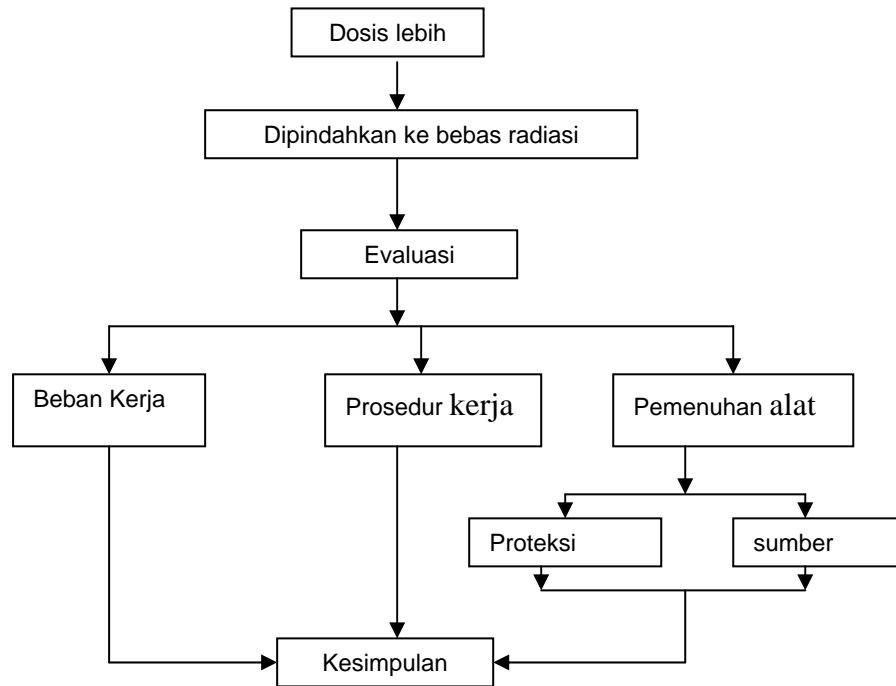 Dosis lebih
Dipindahkan ke bebas radiasi
Evaluasi
Beban Kerja
Prosedur kerja
Pemenuhan alat
Proteksi
sumber
Kesimpulan